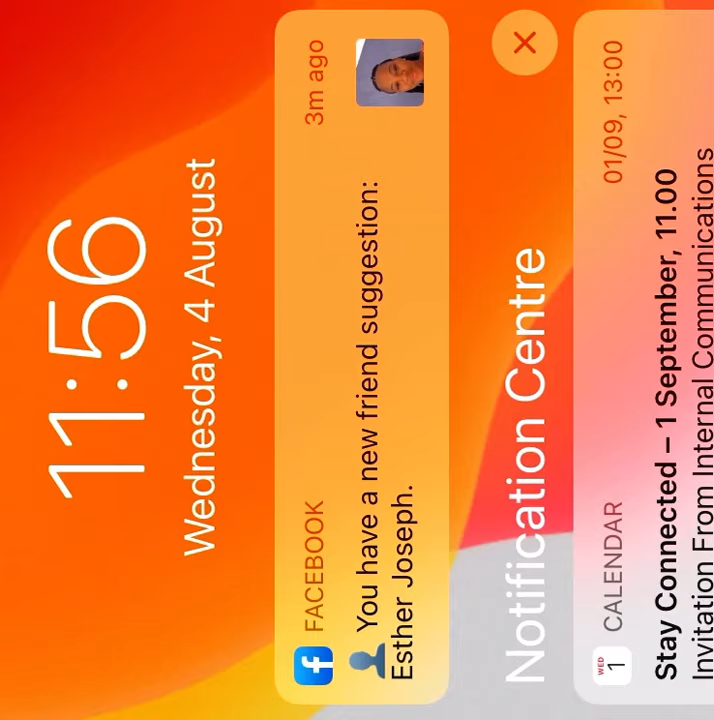 11:56
Wednesday, 4 August
FACEBOOK
3m ago
You have a new friend suggestion:
Esther Joseph.
Notification Centre
WED
1
CALENDAR
01/09, 13:00
Stay Connected – 1 September, 11.00
Invitation From Internal Communications